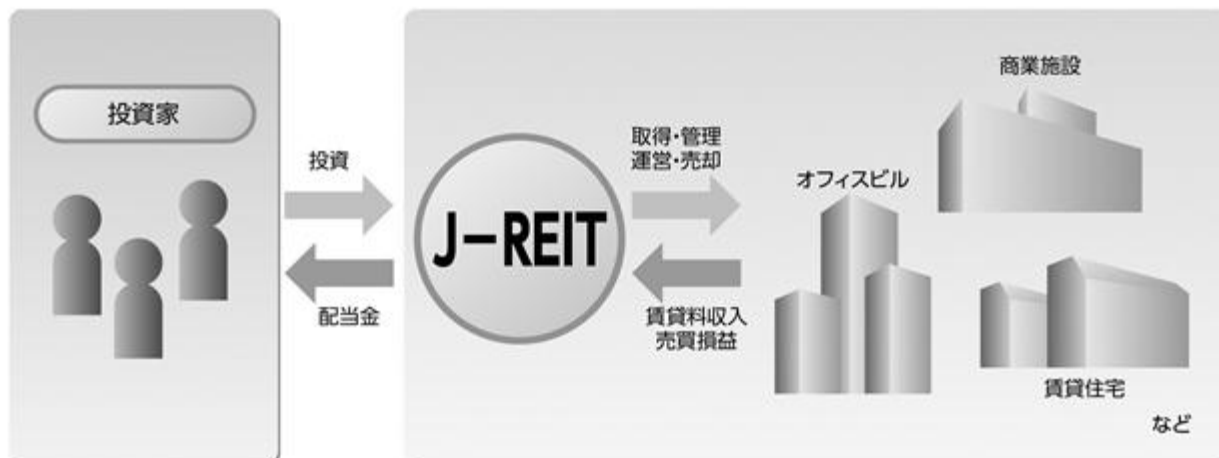 投資家
投資
配当金
J-REIT
取得・管理
運営・売却
賃貸料収入
売買損益
商業施設
オフィスビル
賃貸住宅
など